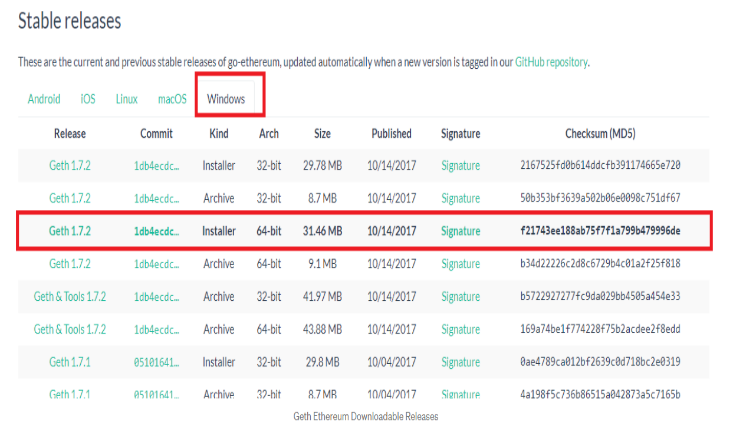 Stable releases
These are the current and previous stable releases of go-ethereum, updated automatically when a new version is tagged in our GitHub repository.
Android iOS Linux macOS Windows
Release Commit Kind Arch Size Published Signature Checksum (MD5)
Geth 1.7.2 1db4ecdc… Installer 32-bit 29.78 MB 10/14/2017 Signature 2167525fd0b614ddcfb391174665e720
Geth 1.7.2 1db4ecdc… Archive 32-bit 8.7 MB 10/14/2017 Signature 50b353bf3639a502b06e0098c751df67
Geth 1.7.2 1db4ecdc… Installer 64-bit 31.46 MB 10/14/2017 Signature f21743ee188ab75f7f1a799b479996de
Geth 1.7.2 1db4ecdc… Archive 64-bit 9.1 MB 10/14/2017 Signature b34d22226c2d8c6729b4c01a2f25f818
Geth & Tools 1.7.2 1db4ecdc… Archive 32-bit 41.97 MB 10/14/2017 Signature b5722927277fc9da029bb4505a454e33
Geth & Tools 1.7.2 1db4ecdc… Archive 64-bit 43.88 MB 10/14/2017 Signature 169a74be1f774228f75b2acdee2f8edd
Geth 1.7.1 05101641… Installer 32-bit 29.8 MB 10/04/2017 Signature 0ae4789ca012bf2639c0d718bc2e0319
Geth 1.7.1 05101641… Archive 32-bit 8.7 MB 10/04/2017 Signature 4a198f5c736b86515a042873a5c7165b
Geth Ethereum Downloadable Releases